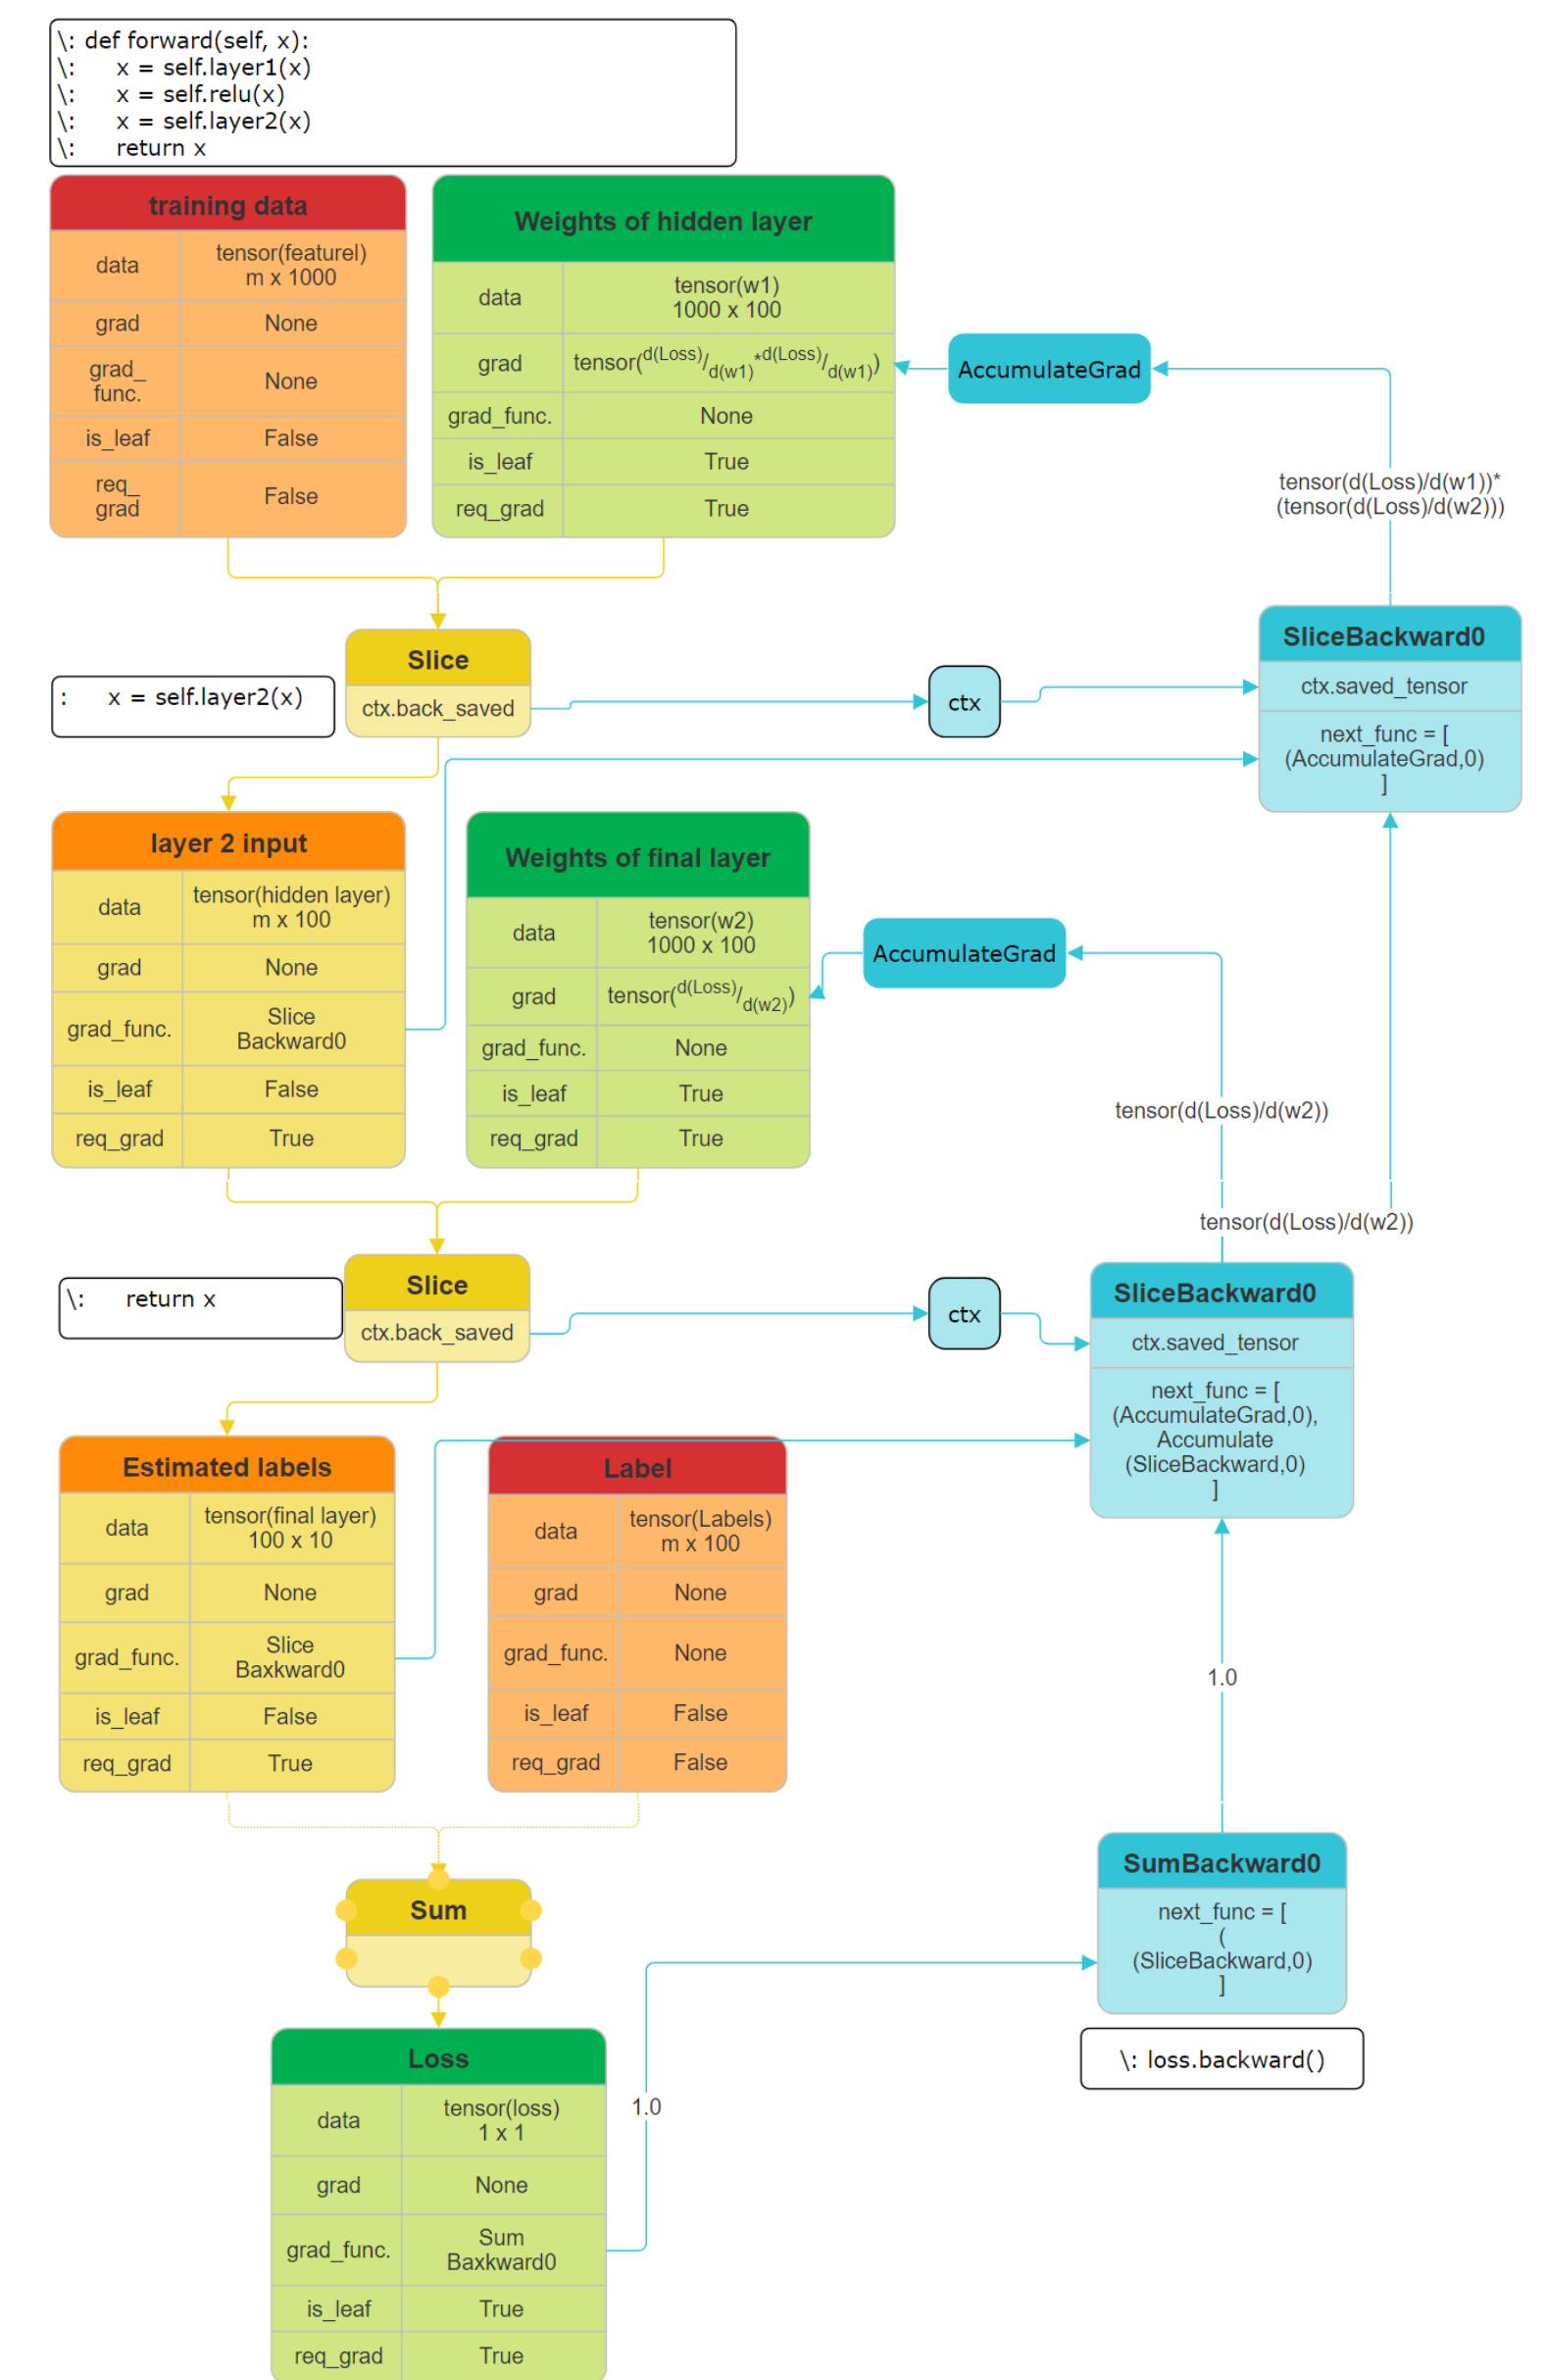 \: def forward(self, x):
\:     x = self.layer1(x)
\:     x = self.relu(x)
\:     x = self.layer2(x)
\:     return x
training data
data
tensor(featurel)
m x 1000
grad
None
grad_
func.
None
is_leaf
False
req_
grad
False
Weights of hidden layer
data
tensor(w1)
1000 x 100
grad
tensor(d(Loss)/d(w1)*d(Loss)/d(w1))
grad_func.
None
is_leaf
True
req_grad
True
AccumulateGrad
tensor(d(Loss)/d(w1))*
(tensor(d(Loss)/d(w2)))
Slice
ctx.back_saved
:     x = self.layer2(x)
ctx
SliceBackward0
ctx.saved_tensor
next_func = [
(AccumulateGrad,0)
]
layer 2 input
data
tensor(hidden layer)
m x 100
grad
None
grad_func.
Slice
Backward0
is_leaf
False
req_grad
True
Weights of final layer
data
tensor(w2)
1000 x 100
grad
tensor(d(Loss)/d(w2))
grad_func.
None
is_leaf
True
req_grad
True
AccumulateGrad
tensor(d(Loss)/d(w2))
tensor(d(Loss)/d(w2))
Slice
ctx.back_saved
\:     return x
ctx
SliceBackward0
ctx.saved_tensor
next_func = [
(AccumulateGrad,0),
Accumulate
(SliceBackward,0)
]
Estimated labels
data
tensor(final layer)
100 x 10
grad
None
grad_func.
Slice
Baxkward0
is_leaf
False
req_grad
True
Label
data
tensor(Labels)
m x 100
grad
None
grad_func.
None
is_leaf
False
req_grad
False
1.0
Sum
SumBackward0
next_func = [
(
(SliceBackward,0)
]
\: loss.backward()
Loss
data
tensor(loss)
1 x 1
grad
None
grad_func.
Sum
Baxkward0
is_leaf
True
req_grad
True
1.0